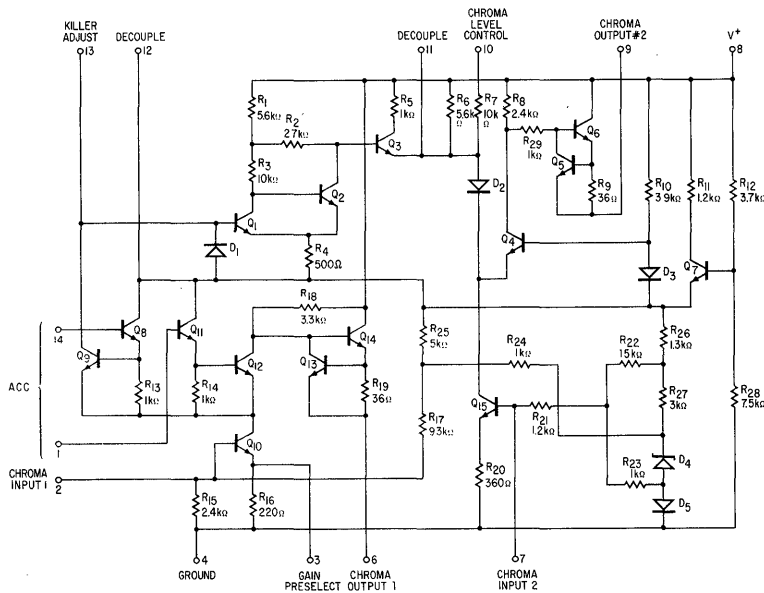 KILLER
ADJUST
13
DECOUPLE
12
DECOUPLE
11
CHROMA
LEVEL
CONTROL
10
CHROMA
OUTPUT#2
9
V+
8
R1
5.6kΩ
R2
27kΩ
R3
10kΩ
R5
1kΩ
Q3
R6
5.6k
Ω
R7
10k
Ω
R8
2.4kΩ
R29
1kΩ
Q6
Q5
R9
36Ω
R10
3.9kΩ
R11
1.2kΩ
R12
3.7kΩ
Q2
Q1
D1
R4
500Ω
D2
Q4
D3
Q7
14
Q8
Q9
R13
1kΩ
Q11
R14
1kΩ
R18
3.3kΩ
Q12
Q13
Q14
R19
36Ω
R25
5kΩ
R24
1kΩ
R22
15kΩ
R26
1.3kΩ
R27
3kΩ
R28
7.5kΩ
ACC
1
Q10
R17
93kΩ
Q15
R21
1.2kΩ
R23
1kΩ
D4
D5
CHROMA
INPUT 1
2
R15
2.4kΩ
R16
220Ω
R20
360Ω
4
GROUND
3
GAIN
PRESELECT
6
CHROMA
OUTPUT 1
7
CHROMA
INPUT 2